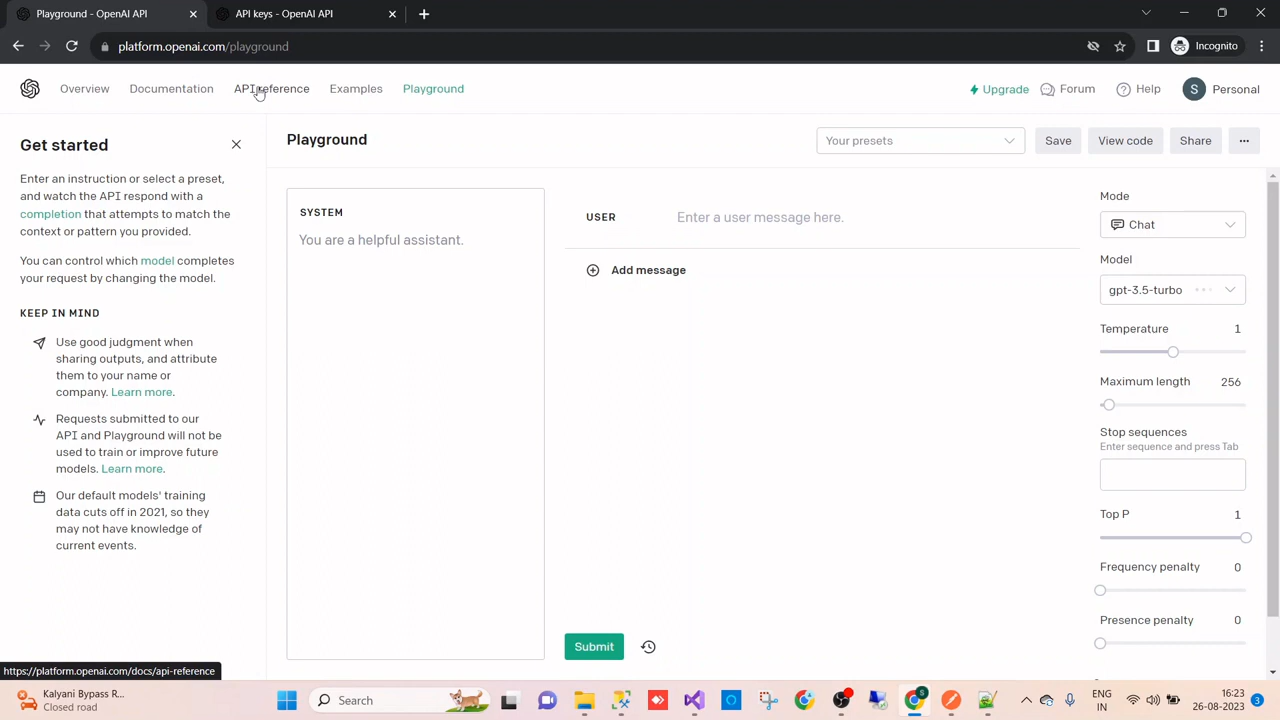 Playground - OpenAI API
API keys - OpenAI API
platform.openai.com/playground
Incognito
Overview
Documentation
API reference
Examples
Playground
Upgrade
Forum
Help
S
Personal
Get started
Enter an instruction or select a preset,
and watch the API respond with a
completion that attempts to match the
context or pattern you provided.
You can control which model completes
your request by changing the model.
KEEP IN MIND
Use good judgment when
sharing outputs, and attribute
them to your name or
company. Learn more.
Requests submitted to our
API and Playground will not be
used to train or improve future
models. Learn more.
Our default models' training
data cuts off in 2021, so they
may not have knowledge of
current events.
Playground
Your presets
Save
View code
Share
SYSTEM
You are a helpful assistant.
USER
Enter a user message here.
Add message
Submit
Mode
Chat
Model
gpt-3.5-turbo
Temperature 1
Maximum length 256
Stop sequences
Enter sequence and press Tab
Top P 1
Frequency penalty 0
Presence penalty 0
https://platform.openai.com/docs/api-reference
Kalyani Bypass R...
Closed road
Search
S
ENG
IN
16:23
26-08-2023
3